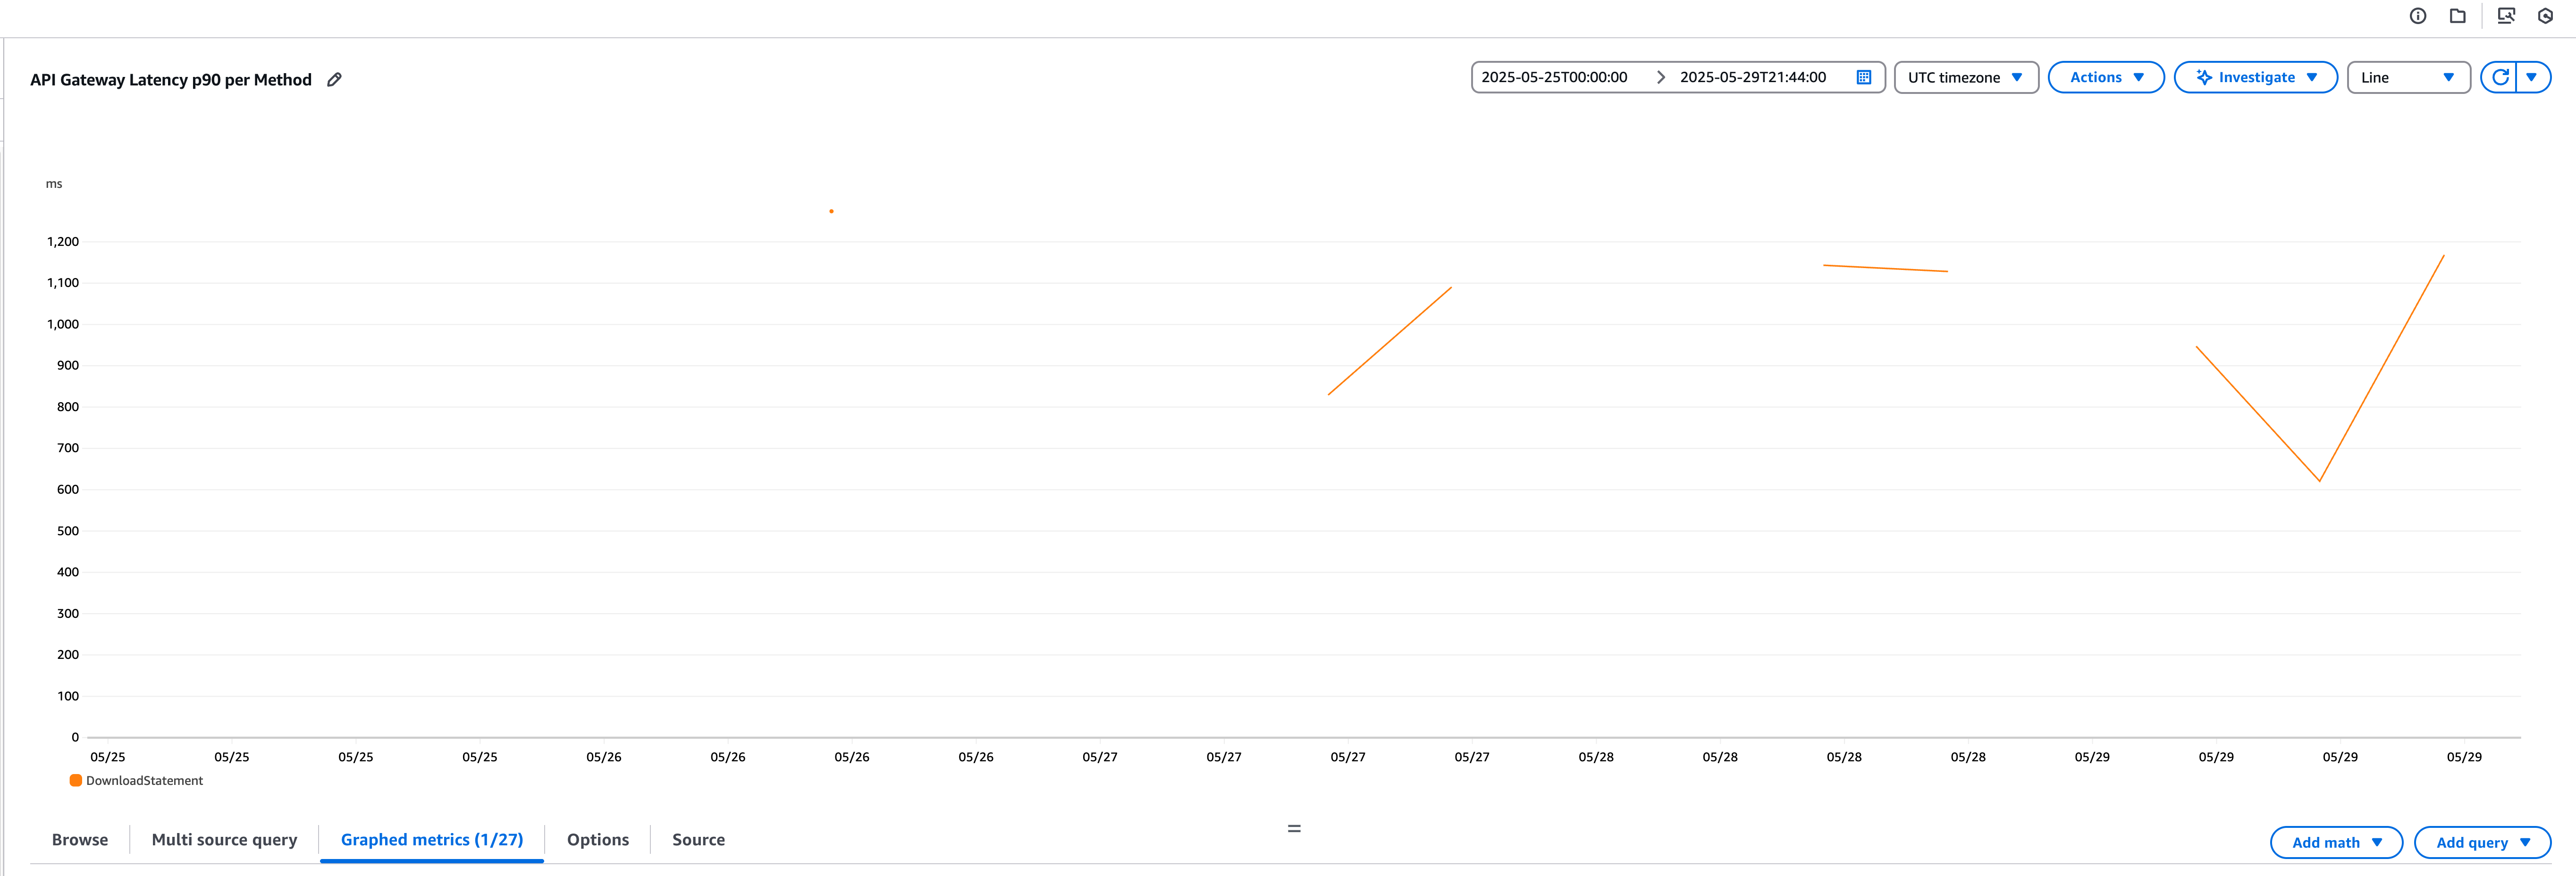 API Gateway Latency p90 per Method
2025-05-25T00:00:00 2025-05-29T21:44:00 UTC timezone Actions Investigate Line
ms
1,200
1,100
1,000
900
800
700
600
500
400
300
200
100
0
05/25 05/25 05/25 05/25 05/26 05/26 05/26 05/26 05/27 05/27 05/27 05/27 05/28 05/28 05/28 05/28 05/29 05/29 05/29 05/29
DownloadStatement
Browse Multi source query Graphed metrics (1/27) Options Source Add math Add query